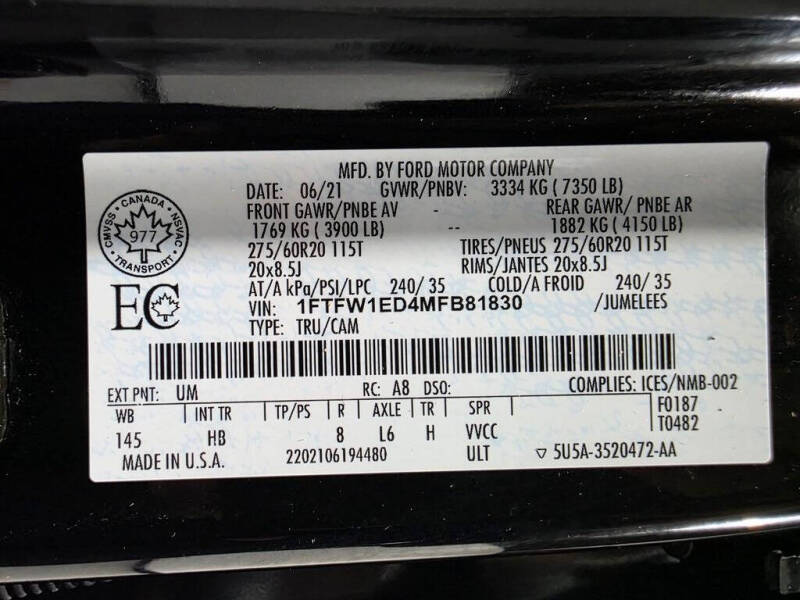 MFD. BY FORD MOTOR COMPANY
DATE: 06/21 GVWR/PNBV: 3334 KG ( 7350 LB)
FRONT GAWR/PNBE AV - REAR GAWR/ PNBE AR
1769 KG ( 3900 LB) -- 1882 KG ( 4150 LB)
275/60R20 115T TIRES/PNEUS 275/60R20 115T
20x8.5J RIMS/JANTES 20x8.5J
AT/A kPa/PSI/LPC 240/ 35 COLD/A FROID 240/ 35
VIN: 1FTFW1ED4MFB81830 /JUMELEES
TYPE: TRU/CAM
CANADA
CMVSS NSVAC
977
TRANSPORT
EC
EXT PNT: UM RC: A8 DSO: COMPLIES: ICES/NMB-002
WB INT TR TP/PS R AXLE TR SPR F0187
145 HB 8 L6 H VVCC T0482
MADE IN U.S.A. 2202106194480 ULT ▽ 5U5A-3520472-AA